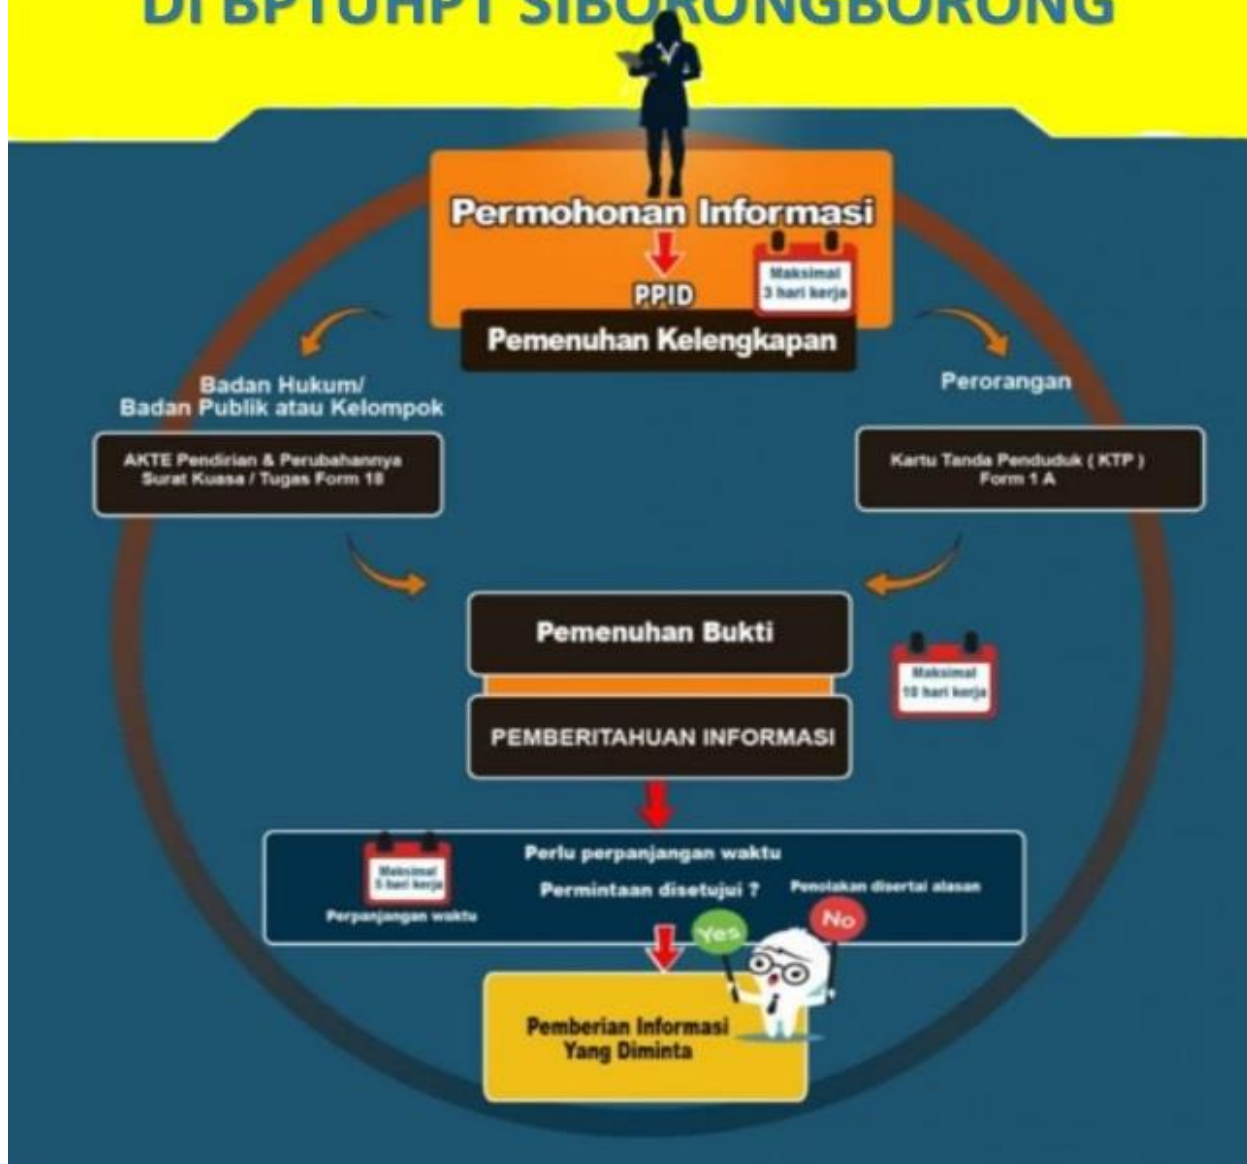 DI BPTUHPT SIBORONGBORONG
Permohonan Informasi
PPID
Maksimal
3 hari kerja
Pemenuhan Kelengkapan
Badan Hukum/
Badan Publik atau Kelompok
AKTE Pendirian & Perubahannya
Surat Kuasa / Tugas Form 18
Perorangan
Kartu Tanda Penduduk ( KTP )
Form 1 A
Pemenuhan Bukti
Maksimal
10 hari kerja
PEMBERITAHUAN INFORMASI
Perlu perpanjangan waktu
Maksimal
5 hari kerja
Perpanjangan waktu
Permintaan disetujui ?
Penolakan disertai alasan
Yes
No
Pemberian Informasi
Yang Diminta